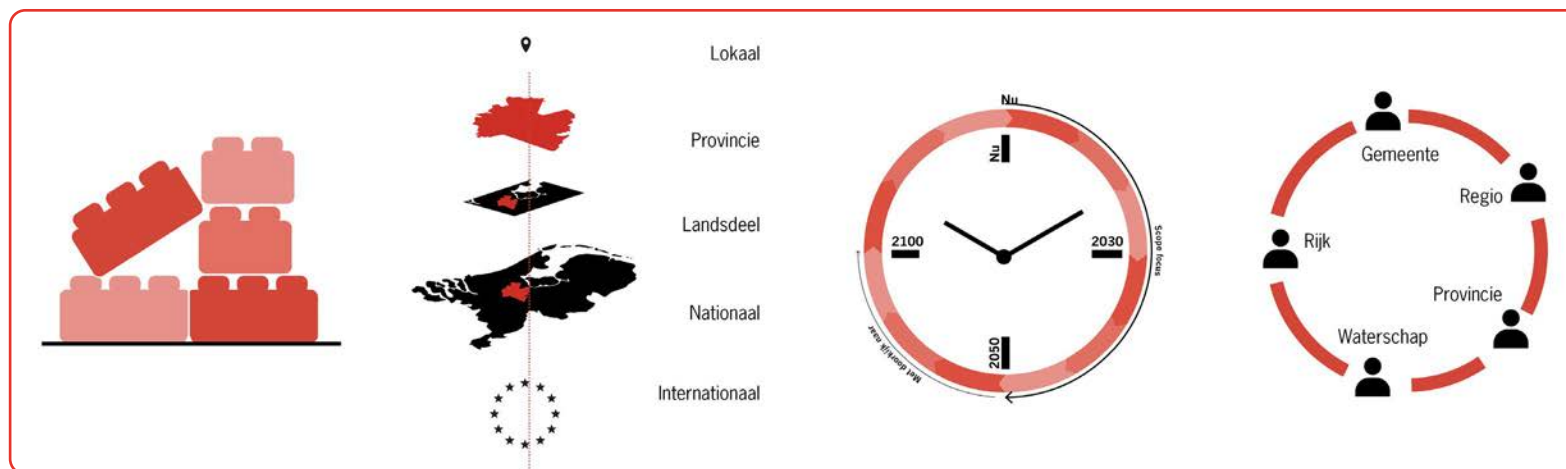 Lokaal
Provincie
Landsdeel
Nationaal
Internationaal
Nu
Nu
2030
2050
2100
Scope focus
Met doorkijk naar
Gemeente
Regio
Provincie
Waterschap
Rijk